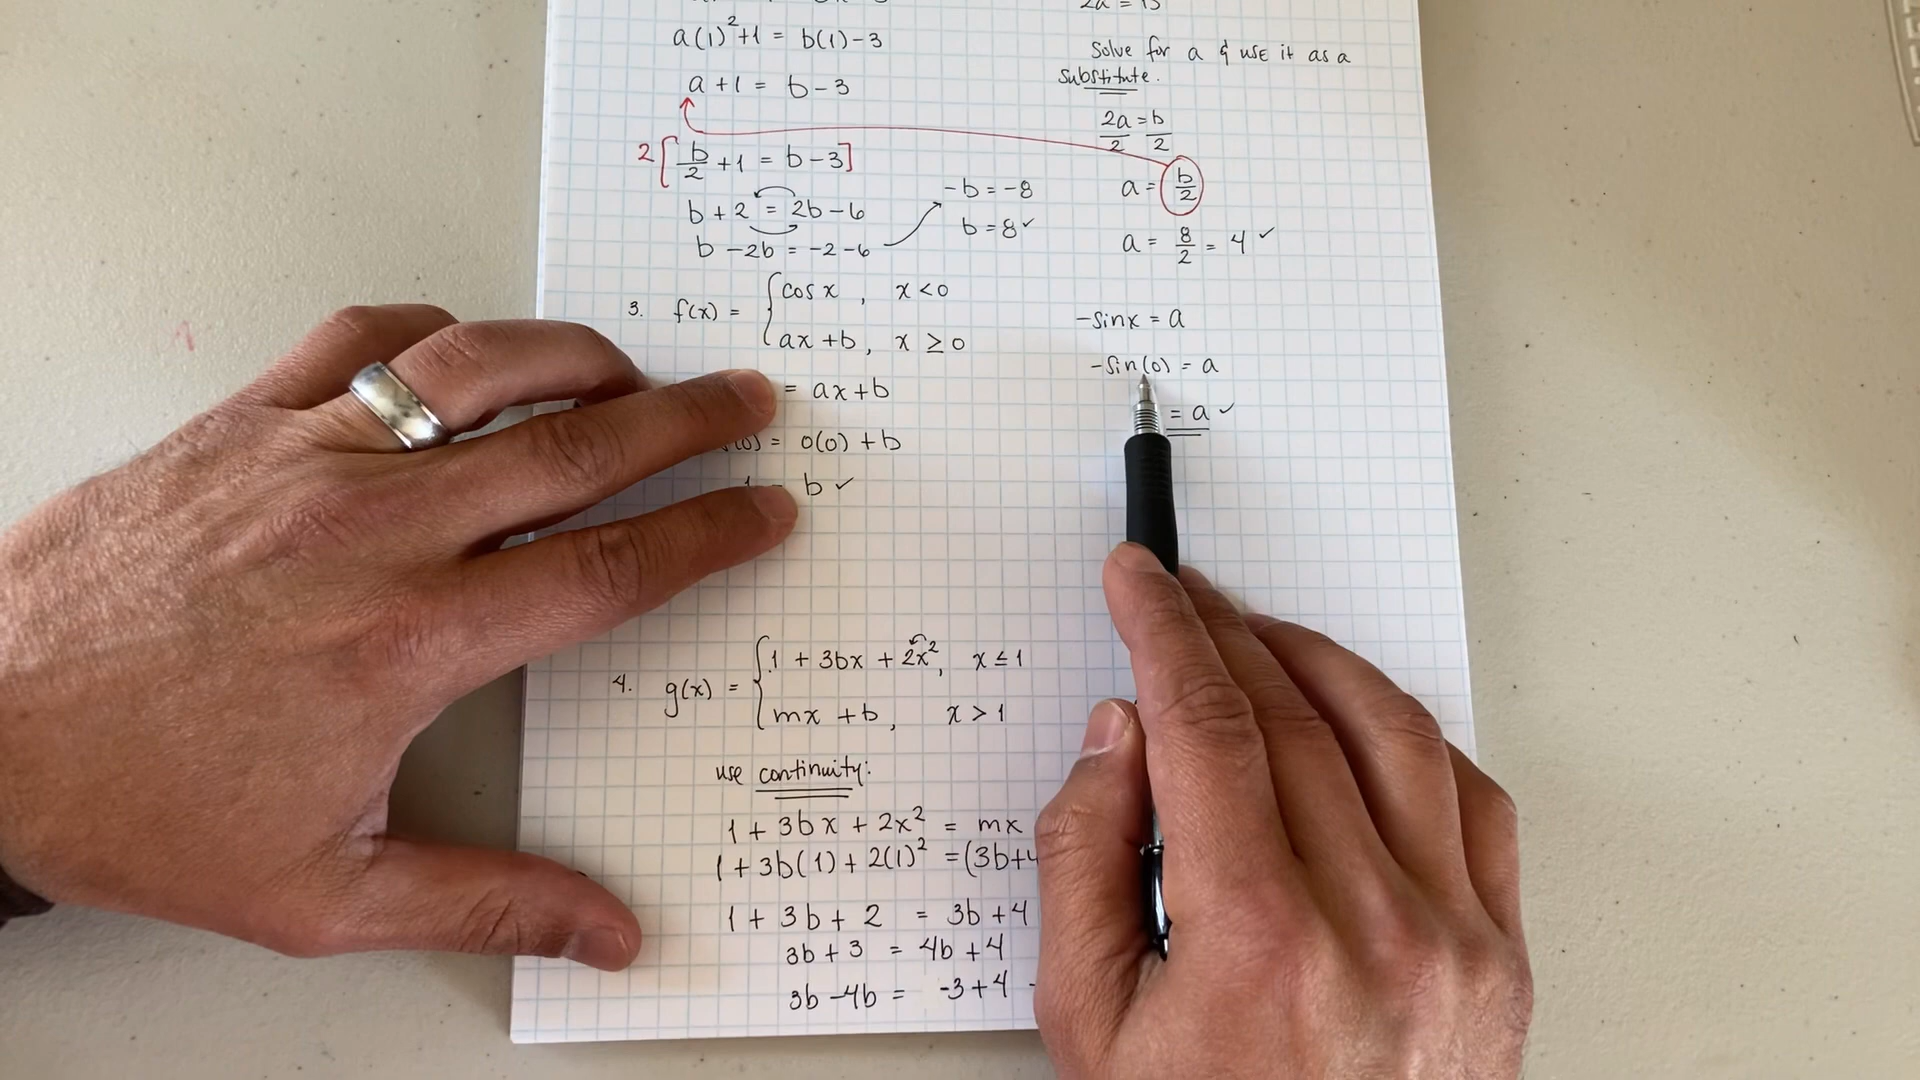 a(1)²+1 = b(1)-3
a+1 = b-3
2[b/2 +1 = b-3]
b+2 = 2b-6
b-2b = -2-6
-b = -8
b = 8✓
Solve for a & use it as a
substitute.
2a/2 = b/2
a = b/2
a = 8/2 = 4 ✓
3. f(x) = { cos x , x < 0
ax + b , x ≥ 0
= ax+b
= 0(0) + b
b ✓
-sinx = a
-sin(0) = a
= a ✓
4. g(x) = { 1 + 3bx + 2x², x ≤ 1
mx + b, x > 1
use continuity:
1 + 3bx + 2x² = mx
1 + 3b(1) + 2(1)² = (3b+4
1 + 3b + 2 = 3b+4
3b + 3 = 4b + 4
3b - 4b = -3+4